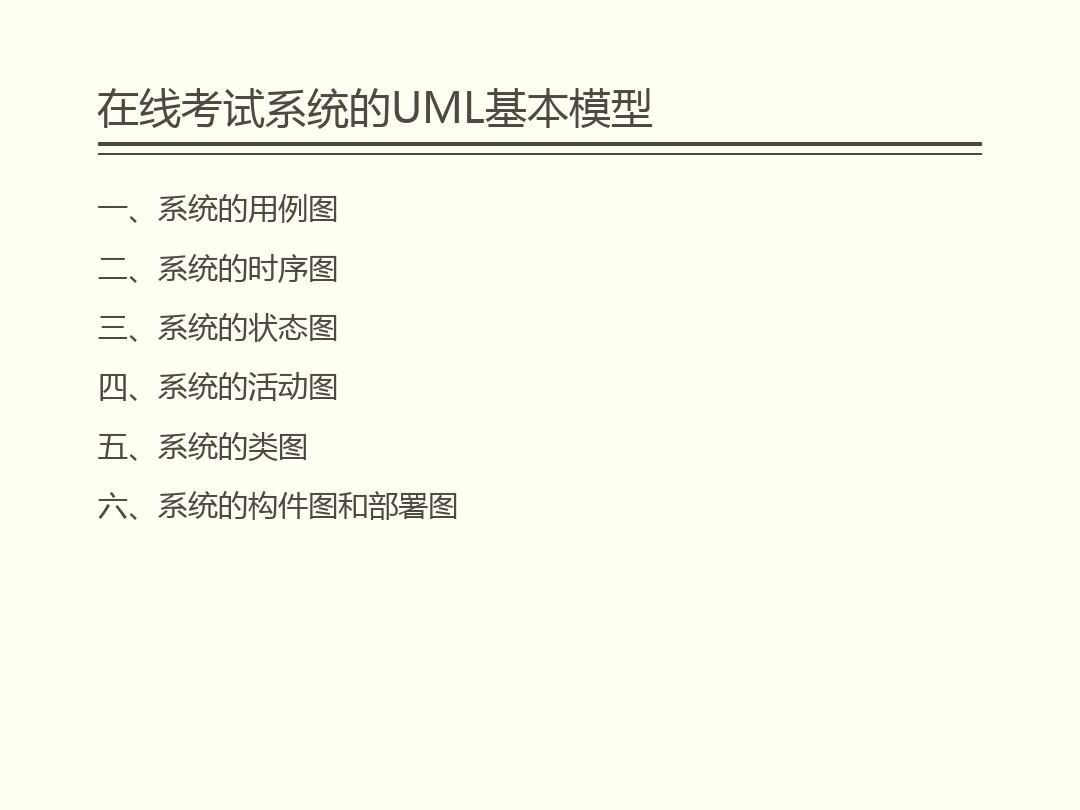 在线考试系统的UML基本模型
一、系统的用例图
二、系统的时序图
三、系统的状态图
四、系统的活动图
五、系统的类图
六、系统的构件图和部署图